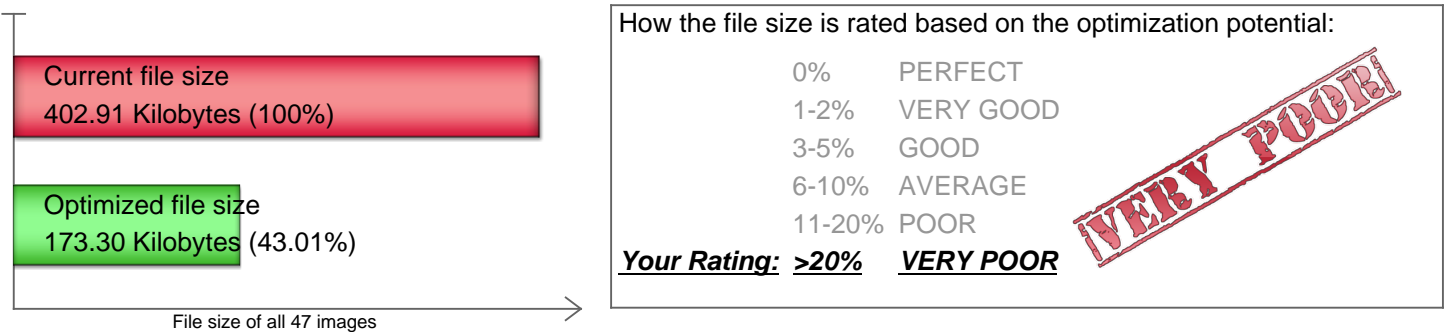 Current file size
402.91 Kilobytes (100%)
Optimized file size
173.30 Kilobytes (43.01%)
File size of all 47 images
How the file size is rated based on the optimization potential:
0% PERFECT
1-2% VERY GOOD
3-5% GOOD
6-10% AVERAGE
11-20% POOR
Your Rating: >20% VERY POOR
VERY POOR